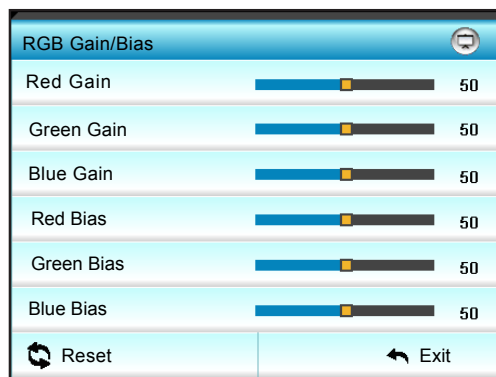 RGB Gain/Bias
Red Gain 50
Green Gain 50
Blue Gain 50
Red Bias 50
Green Bias 50
Blue Bias 50
Reset Exit